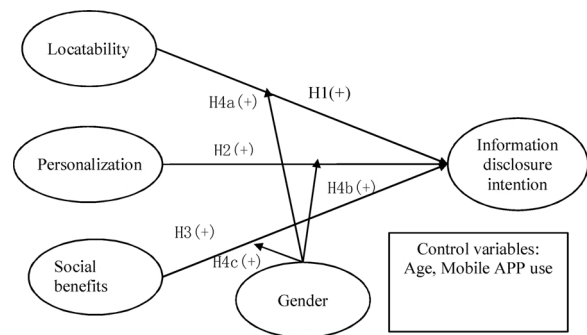 Locatability
H4a(+)
H1(+)
Personalization
H2(+)
Information
disclosure
intention
H4b(+)
H3(+)
Social
benefits
H4c(+)
Gender
Control variables:
Age, Mobile APP use